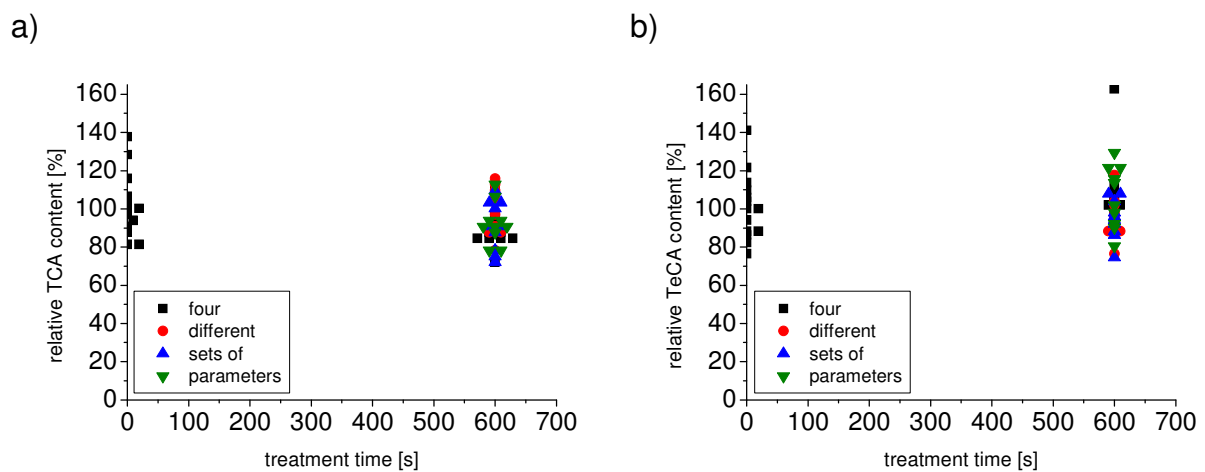 a)
relative TCA content [%]
160
140
120
100
80
60
40
20
0
four
different
sets of
parameters
0 100 200 300 400 500 600 700
treatment time [s]
b)
relative TeCA content [%]
160
140
120
100
80
60
40
20
0
four
different
sets of
parameters
0 100 200 300 400 500 600 700
treatment time [s]